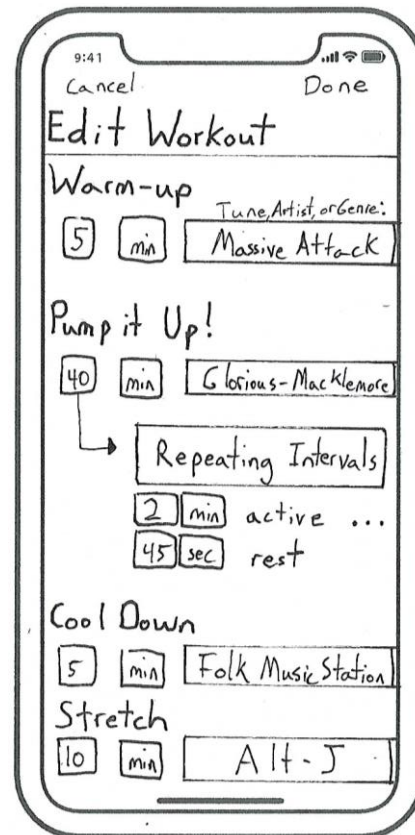 9:41
Cancel Done
Edit Workout
Warm-up
Tune, Artist, or Genre:
5 min Massive Attack
Pump it Up!
40 min Glorious-Macklemore
Repeating Intervals
2 min active ...
45 sec rest
Cool Down
5 min Folk Music Station
Stretch
10 min Alt-J